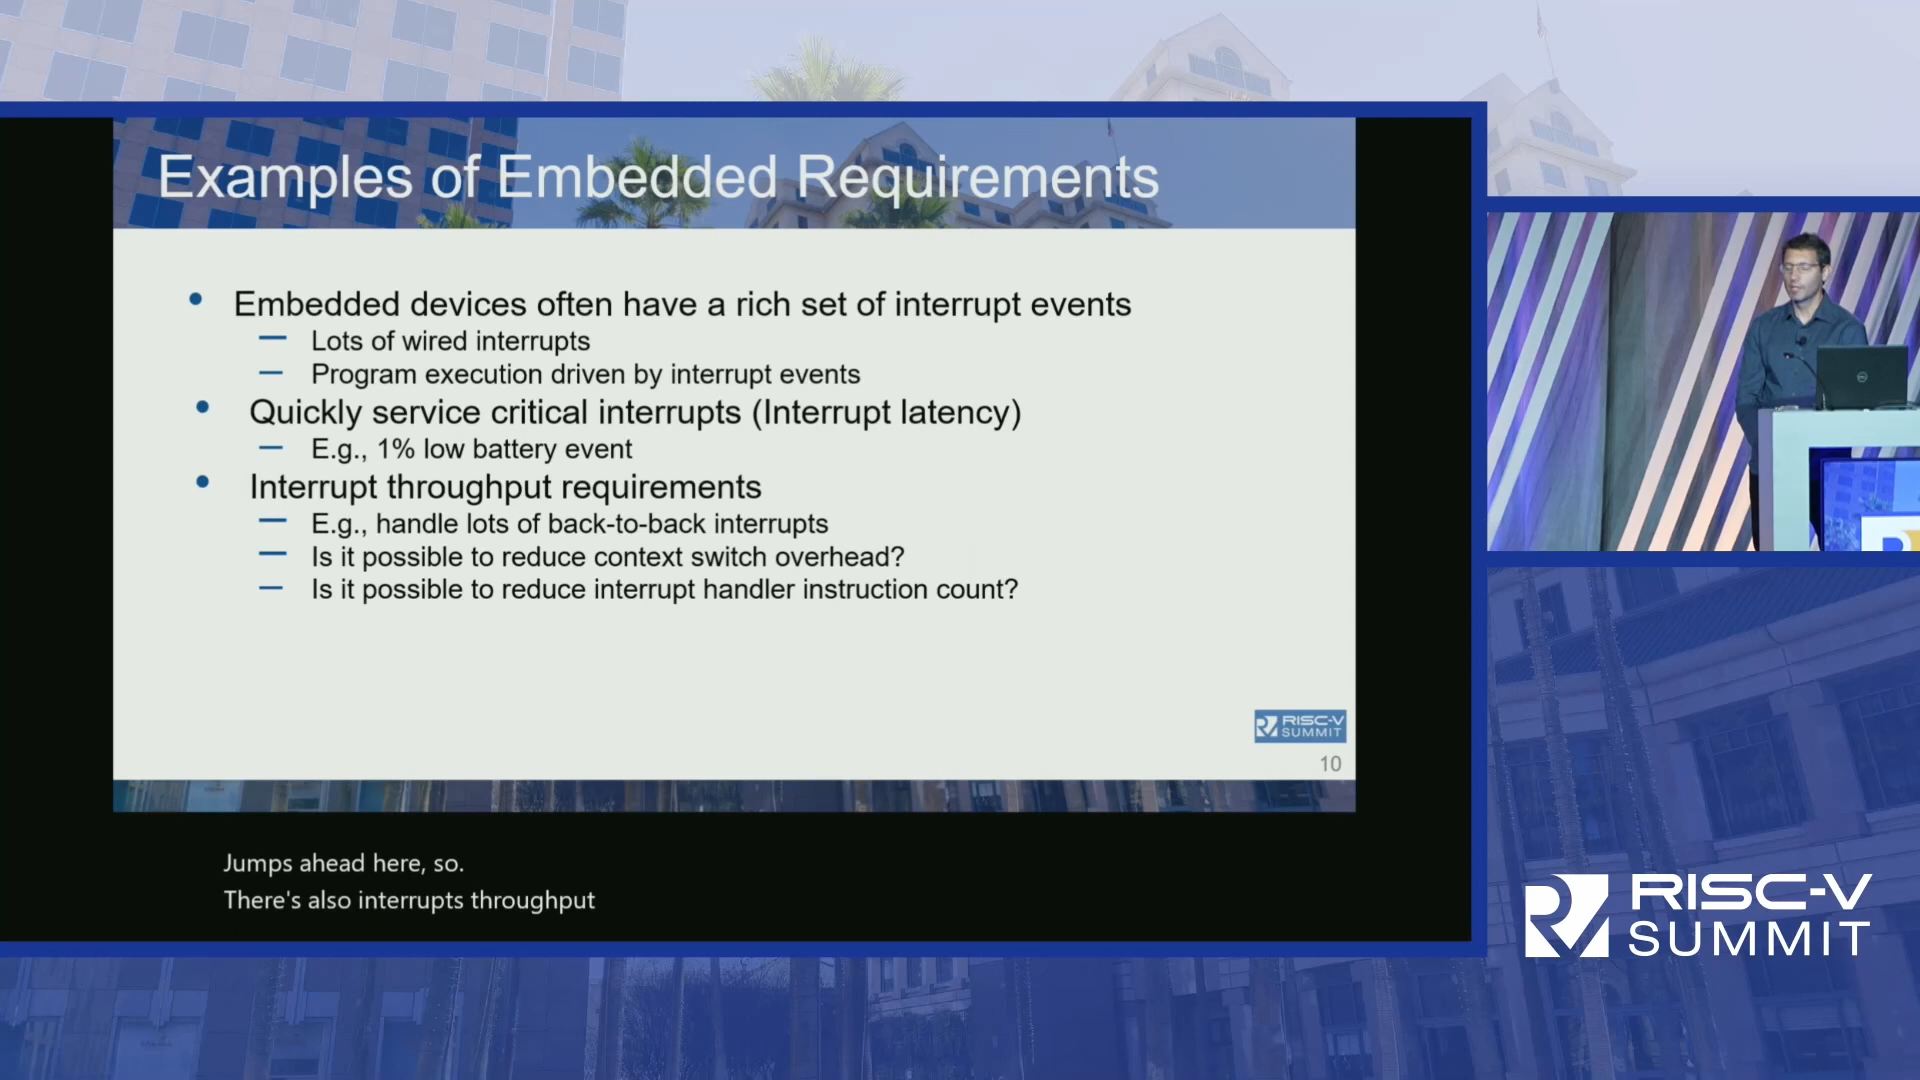 Examples of Embedded Requirements
• Embedded devices often have a rich set of interrupt events
— Lots of wired interrupts
— Program execution driven by interrupt events
• Quickly service critical interrupts (Interrupt latency)
— E.g., 1% low battery event
• Interrupt throughput requirements
— E.g., handle lots of back-to-back interrupts
— Is it possible to reduce context switch overhead?
— Is it possible to reduce interrupt handler instruction count?
RISC-V
SUMMIT
10
Jumps ahead here, so.
There's also interrupts throughput
RISC-V
SUMMIT